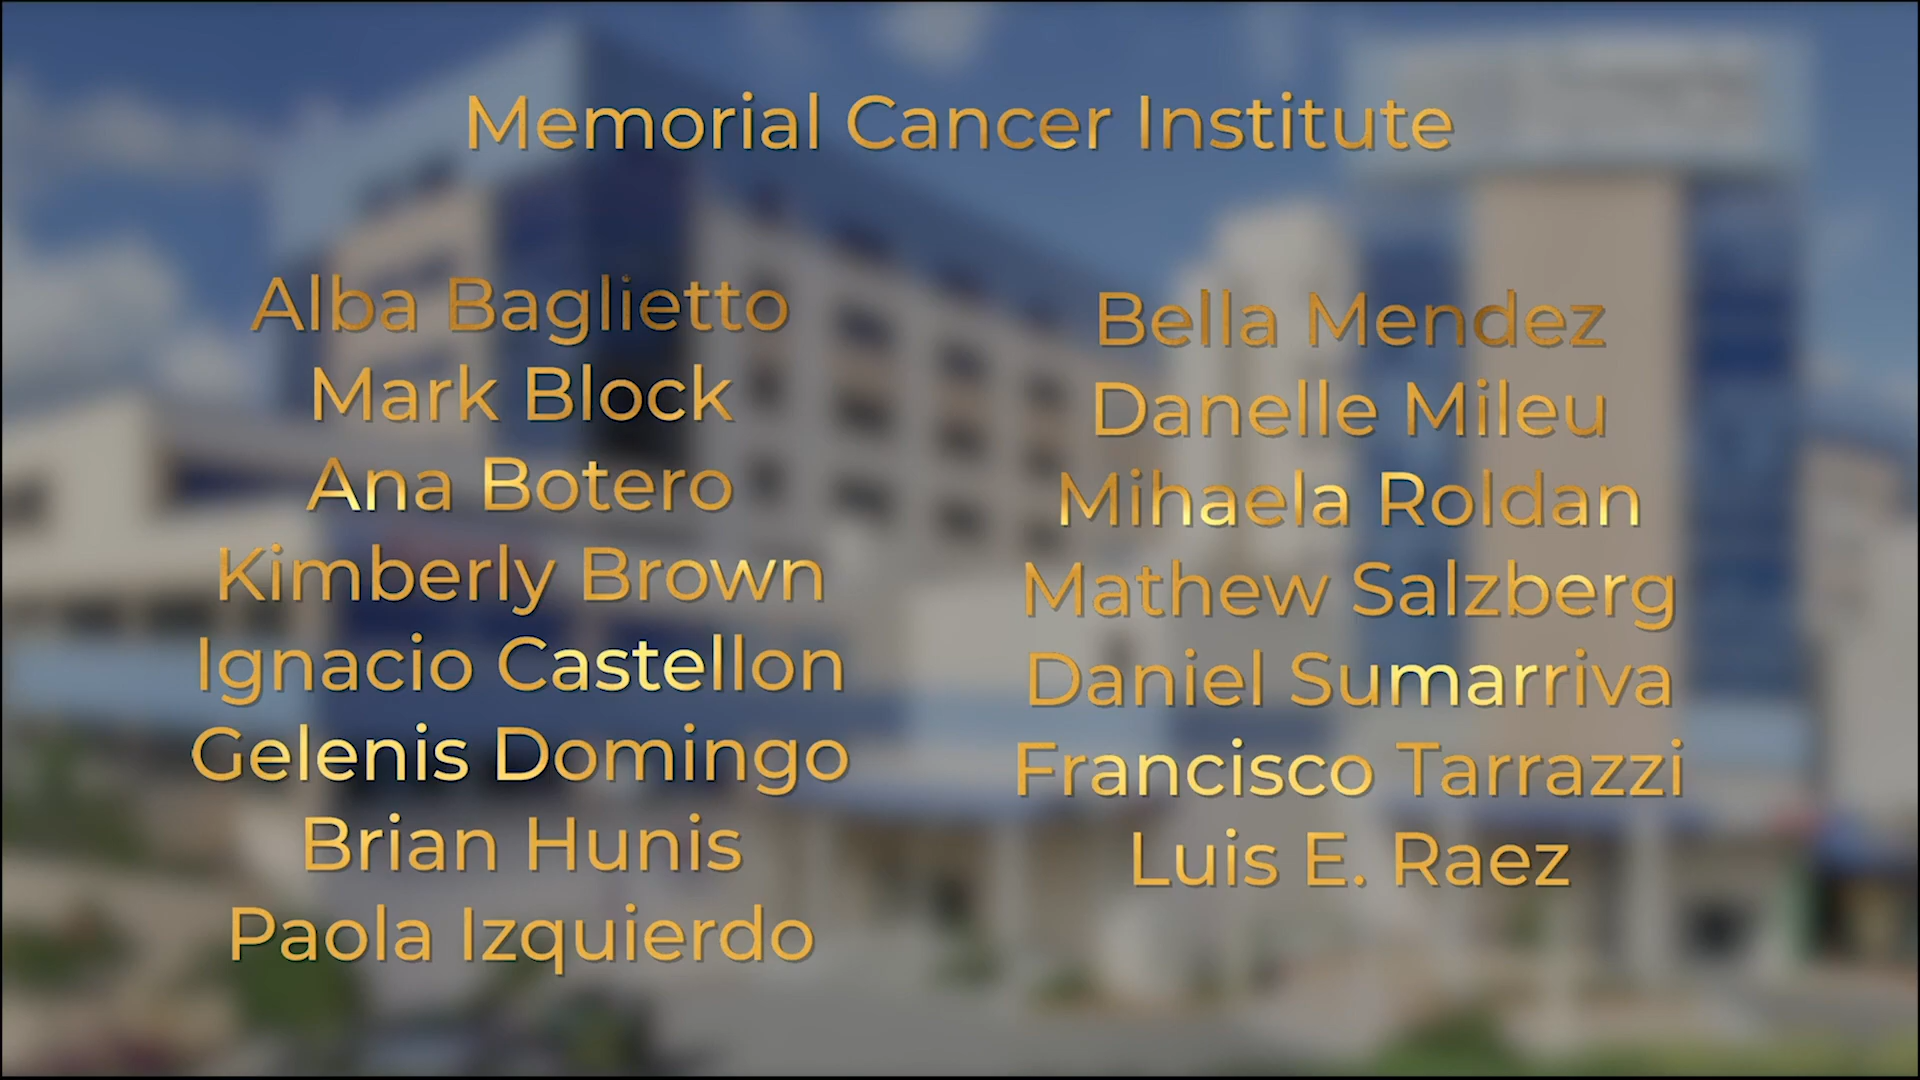 Memorial Cancer Institute
Alba Baglietto
Mark Block
Ana Botero
Kimberly Brown
Ignacio Castellon
Gelenis Domingo
Brian Hunis
Paola Izquierdo
Bella Mendez
Danelle Mileu
Mihaela Roldan
Mathew Salzberg
Daniel Sumarriva
Francisco Tarrazzi
Luis E. Raez